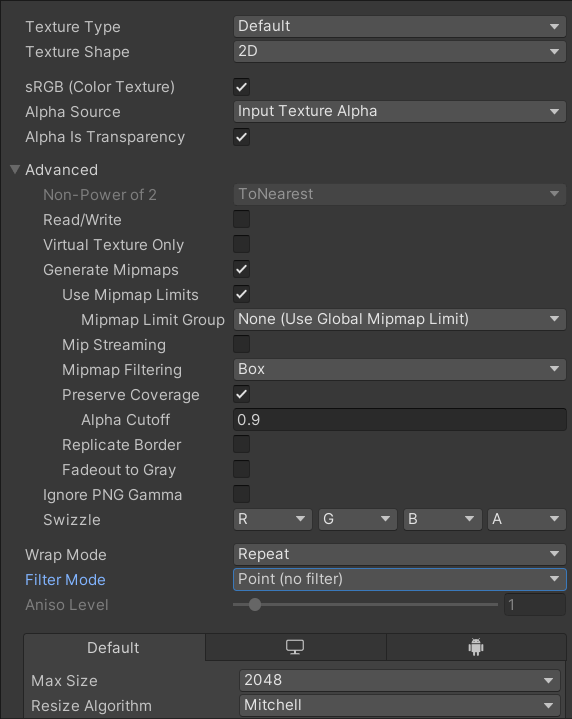 Texture Type Default
Texture Shape 2D
sRGB (Color Texture)
Alpha Source Input Texture Alpha
Alpha Is Transparency
Advanced
Non-Power of 2 ToNearest
Read/Write
Virtual Texture Only
Generate Mipmaps
Use Mipmap Limits
Mipmap Limit Group None (Use Global Mipmap Limit)
Mip Streaming
Mipmap Filtering Box
Preserve Coverage
Alpha Cutoff 0.9
Replicate Border
Fadeout to Gray
Ignore PNG Gamma
Swizzle R G B A
Wrap Mode Repeat
Filter Mode Point (no filter)
Aniso Level 1
Default
Max Size 2048
Resize Algorithm Mitchell